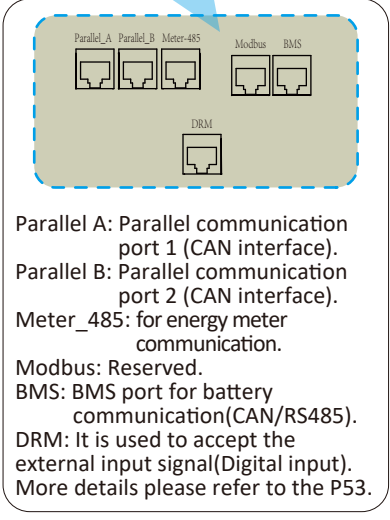 Parallel_A Parallel_B Meter-485 Modbus BMS
DRM
Parallel A: Parallel communication
port 1 (CAN interface).
Parallel B: Parallel communication
port 2 (CAN interface).
Meter_485: for energy meter
communication.
Modbus: Reserved.
BMS: BMS port for battery
communication(CAN/RS485).
DRM: It is used to accept the
external input signal(Digital input).
More details please refer to the P53.